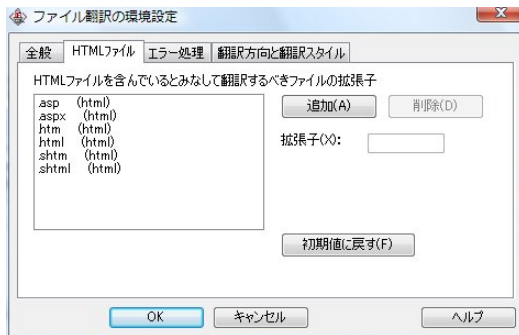 ファイル翻訳の環境設定
全般 HTMLファイル エラー処理 翻訳方向と翻訳スタイル
HTMLファイルを含んでいるとみなして翻訳するべきファイルの拡張子
.asp (html)
.aspx (html)
.htm (html)
.html (html)
.shtm (html)
.shtml (html)
追加(A) 削除(D)
拡張子(X):
初期値に戻す(F)
OK キャンセル ヘルプ